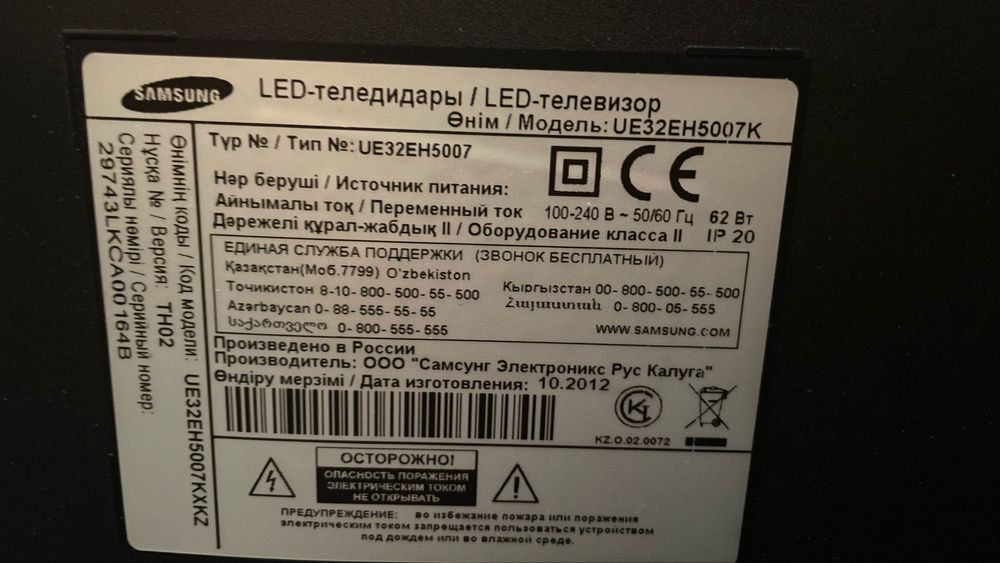 SAMSUNG
LED-теледидары / LED-телевизор
Өнім / Модель: UE32EH5007K
Түр № / Тип №: UE32EH5007
Нәр беруші / Источник питания:
Айнымалы тоқ / Переменный ток 100-240 В ~ 50/60 Гц 62 Вт
Дәрежелі құрал-жабдық II / Оборудование класса II IP 20
ЕДИНАЯ СЛУЖБА ПОДДЕРЖКИ (ЗВОНОК БЕСПЛАТНЫЙ)
Қазақстан(Моб.7799) O'zbekiston
Точикистон 8-10-800-500-55-500
Кыргызстан 00-800-500-55-500
Azərbaycan 0-88-555-55-55
Հայաստան 0-800-05-555
საქართველო 0-800-555-555
WWW.SAMSUNG.COM
Произведено в России
Производитель: ООО "Самсунг Электроникс Рус Калуга"
Өндіру мерзімі / Дата изготовления: 10.2012
KZ.O.02.0072
ОСТОРОЖНО!
ОПАСНОСТЬ ПОРАЖЕНИЯ
ЭЛЕКТРИЧЕСКИМ ТОКОМ
НЕ ОТКРЫВАТЬ
ПРЕДУПРЕЖДЕНИЕ: во избежание пожара или поражения
электрическим током запрещается пользоваться устройством
под дождем или во влажной среде.
Өнімнің коды / Код модели: UE32EH5007KXKZ
Нұсқа № / Версия: TH02
Сериялы нөмірі / Серийный номер:
29743LKCA00164B